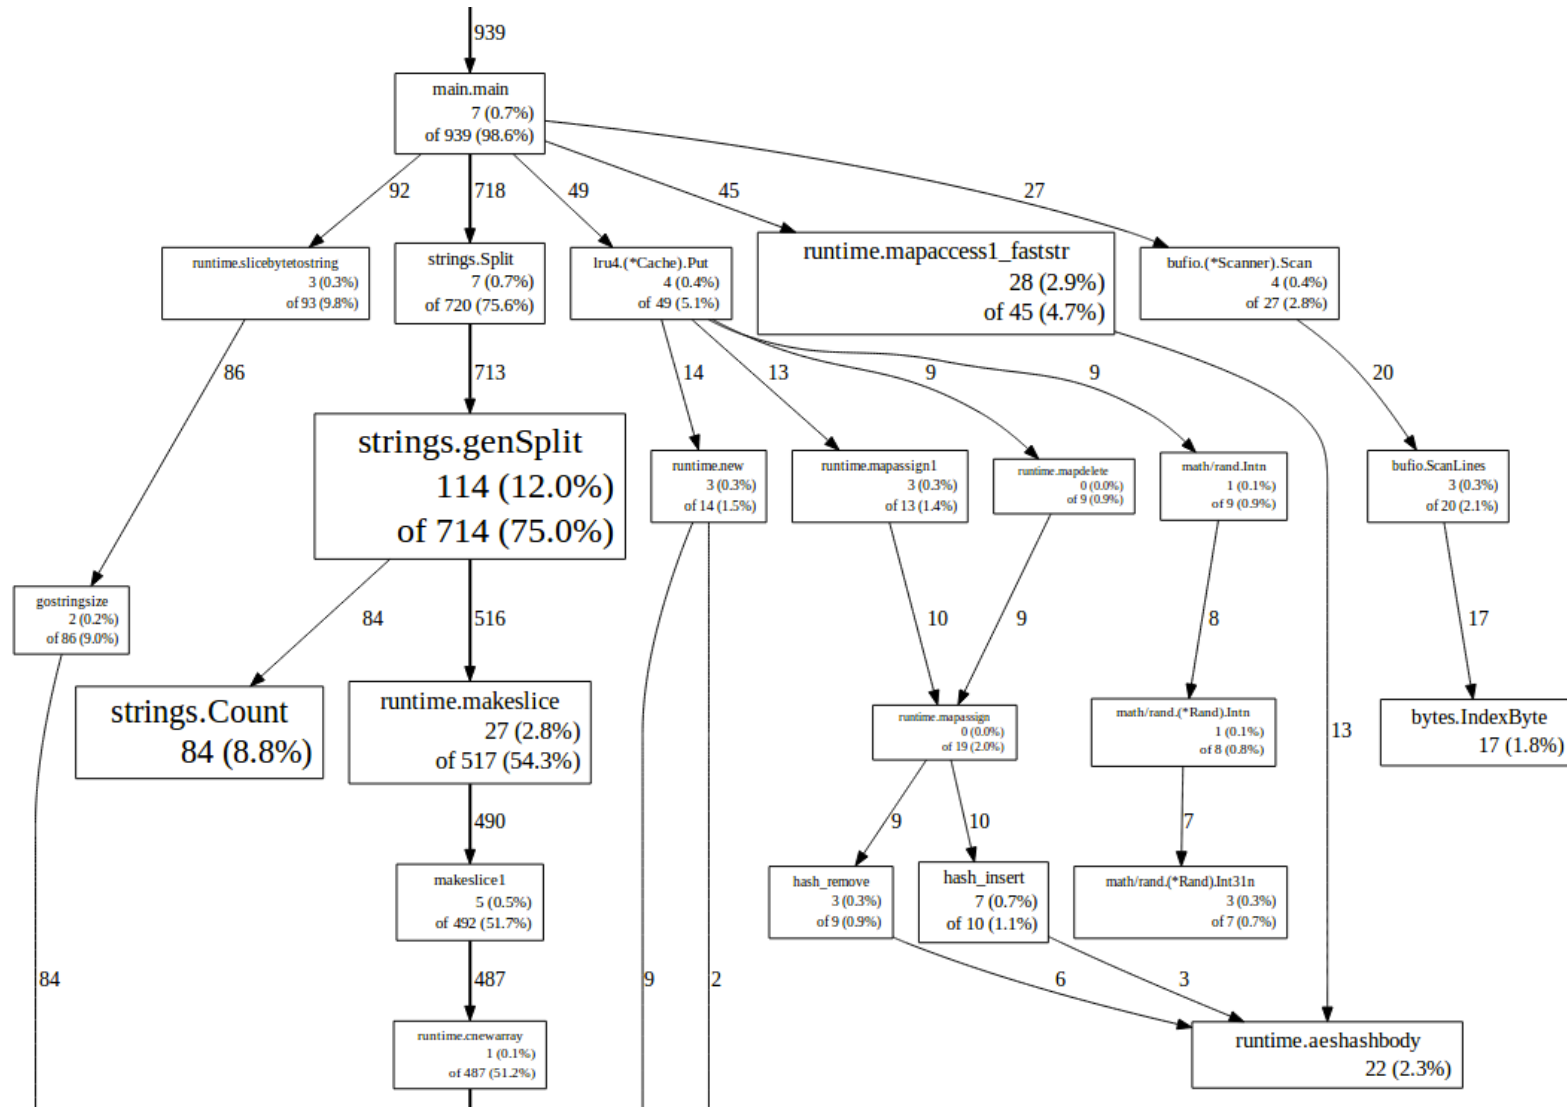 939
main.main
7 (0.7%)
of 939 (98.6%)
92
718
49
45
27
runtime.slicebytetostring
3 (0.3%)
of 93 (9.8%)
strings.Split
7 (0.7%)
of 720 (75.6%)
lru4.(*Cache).Put
4 (0.4%)
of 49 (5.1%)
runtime.mapaccess1_faststr
28 (2.9%)
of 45 (4.7%)
bufio.(*Scanner).Scan
4 (0.4%)
of 27 (2.8%)
86
713
14
13
9
9
20
strings.genSplit
114 (12.0%)
of 714 (75.0%)
runtime.new
3 (0.3%)
of 14 (1.5%)
runtime.mapassign1
3 (0.3%)
of 13 (1.4%)
runtime.mapdelete
0 (0.0%)
of 9 (0.9%)
math/rand.Intn
1 (0.1%)
of 9 (0.9%)
bufio.ScanLines
3 (0.3%)
of 20 (2.1%)
gostringsize
2 (0.2%)
of 86 (9.0%)
84
516
10
9
8
17
strings.Count
84 (8.8%)
runtime.makeslice
27 (2.8%)
of 517 (54.3%)
runtime.mapassign
0 (0.0%)
of 19 (2.0%)
math/rand.(*Rand).Intn
1 (0.1%)
of 8 (0.8%)
13
bytes.IndexByte
17 (1.8%)
490
9
10
7
makeslice1
5 (0.5%)
of 492 (51.7%)
hash_remove
3 (0.3%)
of 9 (0.9%)
hash_insert
7 (0.7%)
of 10 (1.1%)
math/rand.(*Rand).Int31n
3 (0.3%)
of 7 (0.7%)
84
487
9
2
6
3
runtime.cnewarray
1 (0.1%)
of 487 (51.2%)
runtime.aeshashbody
22 (2.3%)